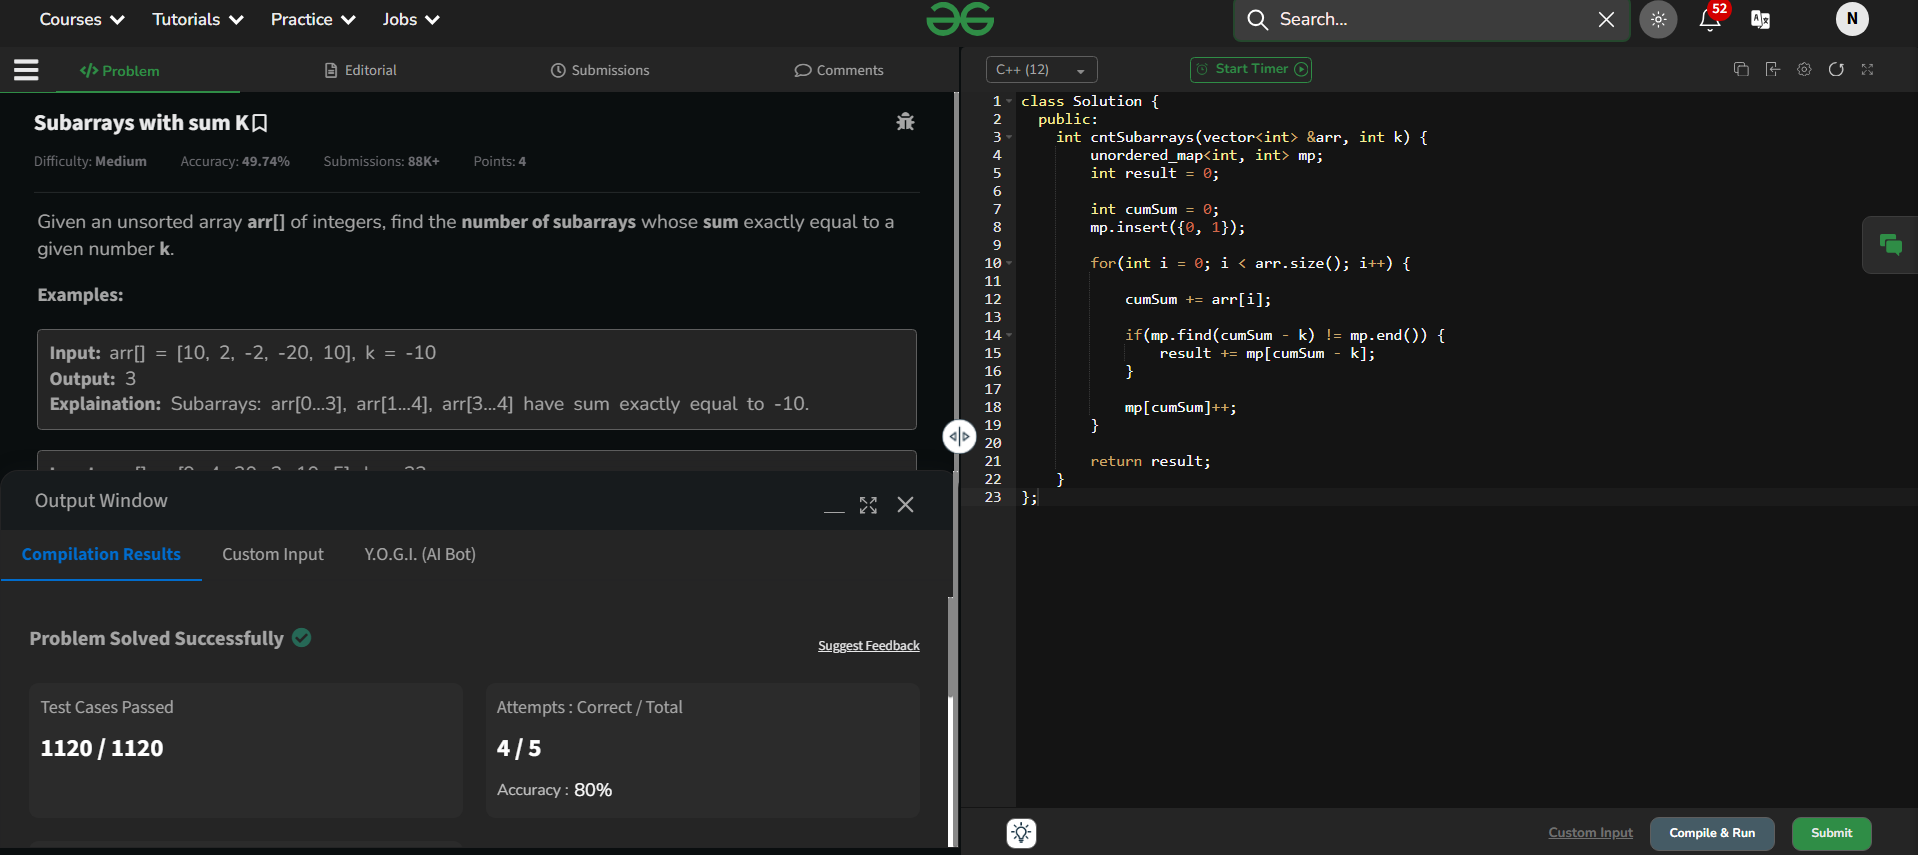 Courses Tutorials Practice Jobs Search... 52 N
Problem Editorial Submissions Comments
Subarrays with sum K
Difficulty: Medium Accuracy: 49.74% Submissions: 88K+ Points: 4
Given an unsorted array arr[] of integers, find the number of subarrays whose sum exactly equal to a
given number k.
Examples:
Input: arr[] = [10, 2, -2, -20, 10], k = -10
Output: 3
Explaination: Subarrays: arr[0...3], arr[1...4], arr[3...4] have sum exactly equal to -10.
Output Window
Compilation Results Custom Input Y.O.G.I. (AI Bot)
Problem Solved Successfully
Suggest Feedback
Test Cases Passed
1120 / 1120
Attempts : Correct / Total
4 / 5
Accuracy : 80%
C++ (12) Start Timer
1 class Solution {
2 public:
3 int cntSubarrays(vector<int> &arr, int k) {
4 unordered_map<int, int> mp;
5 int result = 0;
6
7 int cumSum = 0;
8 mp.insert({0, 1});
9
10 for(int i = 0; i < arr.size(); i++) {
11
12 cumSum += arr[i];
13
14 if(mp.find(cumSum - k) != mp.end()) {
15 result += mp[cumSum - k];
16 }
17
18 mp[cumSum]++;
19 }
20
21 return result;
22 }
23 };
Custom Input Compile & Run Submit